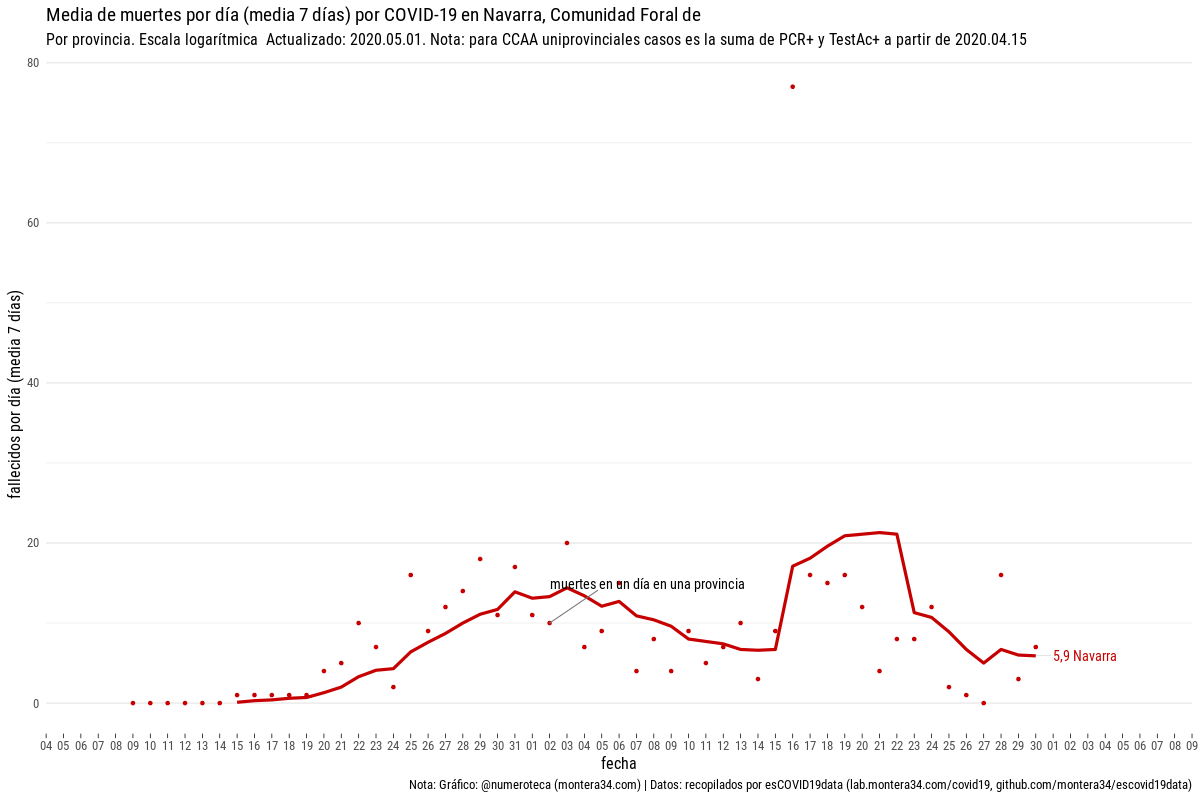 Media de muertes por día (media 7 días) por COVID-19 en Navarra, Comunidad Foral de
Por provincia. Escala logarítmica  Actualizado: 2020.05.01. Nota: para CCAA uniprovinciales casos es la suma de PCR+ y TestAc+ a partir de 2020.04.15
fallecidos por día (media 7 días)
80
60
40
20
0
muertes en un día en una provincia
5,9 Navarra
04 05 06 07 08 09 10 11 12 13 14 15 16 17 18 19 20 21 22 23 24 25 26 27 28 29 30 31 01 02 03 04 05 06 07 08 09 10 11 12 13 14 15 16 17 18 19 20 21 22 23 24 25 26 27 28 29 30 01 02 03 04 05 06 07 08 09
fecha
Nota: Gráfico: @numeroteca (montera34.com) | Datos: recopilados por esCOVID19data (lab.montera34.com/covid19, github.com/montera34/escovid19data)